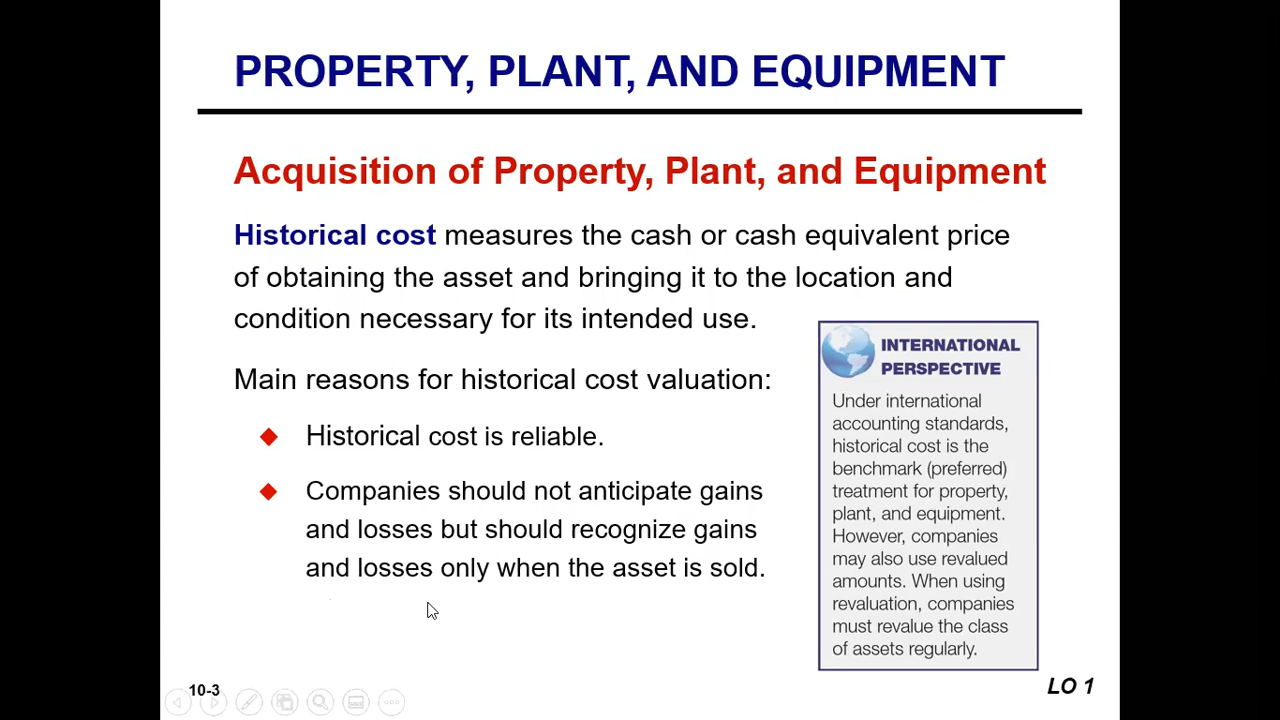 PROPERTY, PLANT, AND EQUIPMENT
Acquisition of Property, Plant, and Equipment
Historical cost measures the cash or cash equivalent price
of obtaining the asset and bringing it to the location and
condition necessary for its intended use.
Main reasons for historical cost valuation:
Historical cost is reliable.
Companies should not anticipate gains
and losses but should recognize gains
and losses only when the asset is sold.
INTERNATIONAL
PERSPECTIVE
Under international
accounting standards,
historical cost is the
benchmark (preferred)
treatment for property,
plant, and equipment.
However, companies
may also use revalued
amounts. When using
revaluation, companies
must revalue the class
of assets regularly.
10-3
LO 1